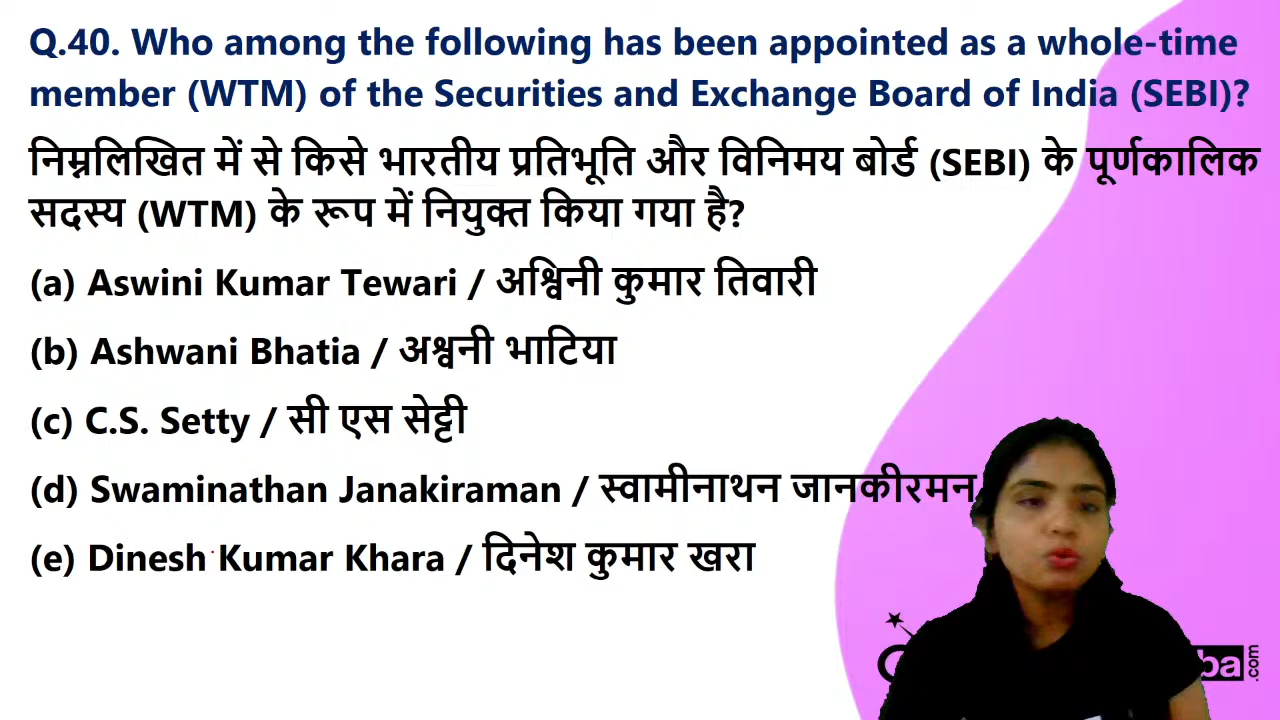 Q.40. Who among the following has been appointed as a whole-time
member (WTM) of the Securities and Exchange Board of India (SEBI)?
निम्नलिखित में से किसे भारतीय प्रतिभूति और विनिमय बोर्ड (SEBI) के पूर्णकालिक
सदस्य (WTM) के रूप में नियुक्त किया गया है?
(a) Aswini Kumar Tewari / अश्विनी कुमार तिवारी
(b) Ashwani Bhatia / अश्वनी भाटिया
(c) C.S. Setty / सी एस सेट्टी
(d) Swaminathan Janakiraman / स्वामीनाथन जानकीरमन
(e) Dinesh Kumar Khara / दिनेश कुमार खरा
ba
.com